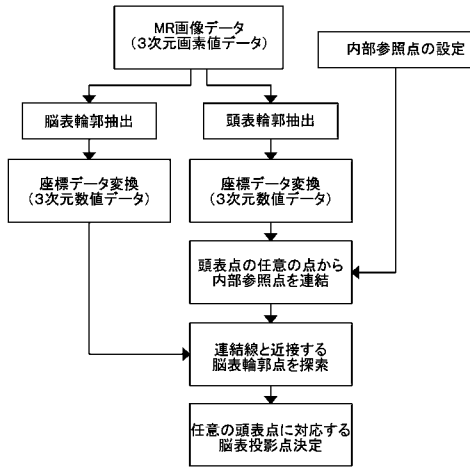 MR画像データ
(3次元画素値データ)
内部参照点の設定
脳表輪郭抽出
頭表輪郭抽出
座標データ変換
(3次元数値データ)
座標データ変換
(3次元数値データ)
頭表点の任意の点から
内部参照点を連結
連結線と近接する
脳表輪郭点を探索
任意の頭表点に対応する
脳表投影点決定